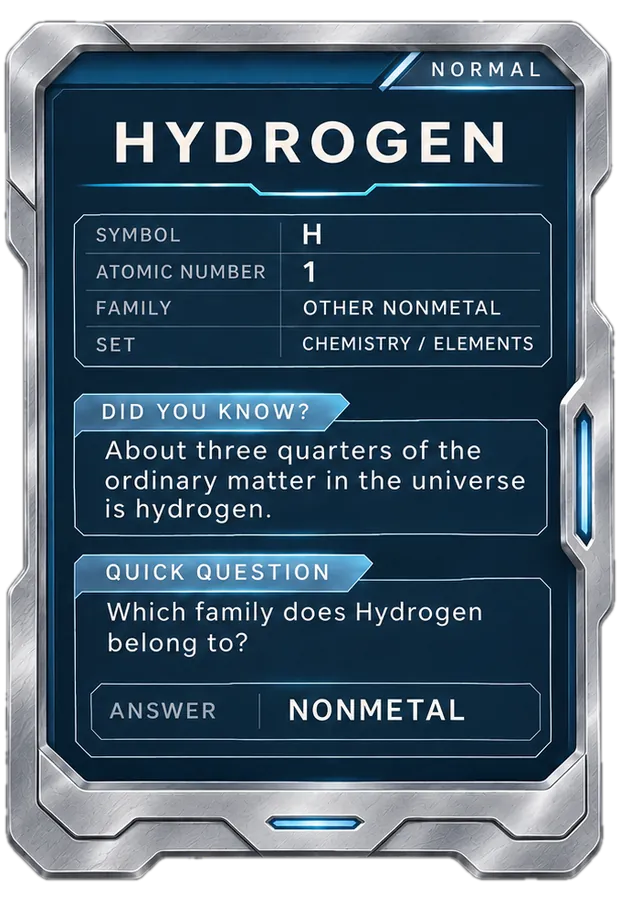 NORMAL
HYDROGEN
SYMBOL H
ATOMIC NUMBER 1
FAMILY OTHER NONMETAL
SET CHEMISTRY / ELEMENTS
DID YOU KNOW?
About three quarters of the
ordinary matter in the universe
is hydrogen.
QUICK QUESTION
Which family does Hydrogen
belong to?
ANSWER NONMETAL